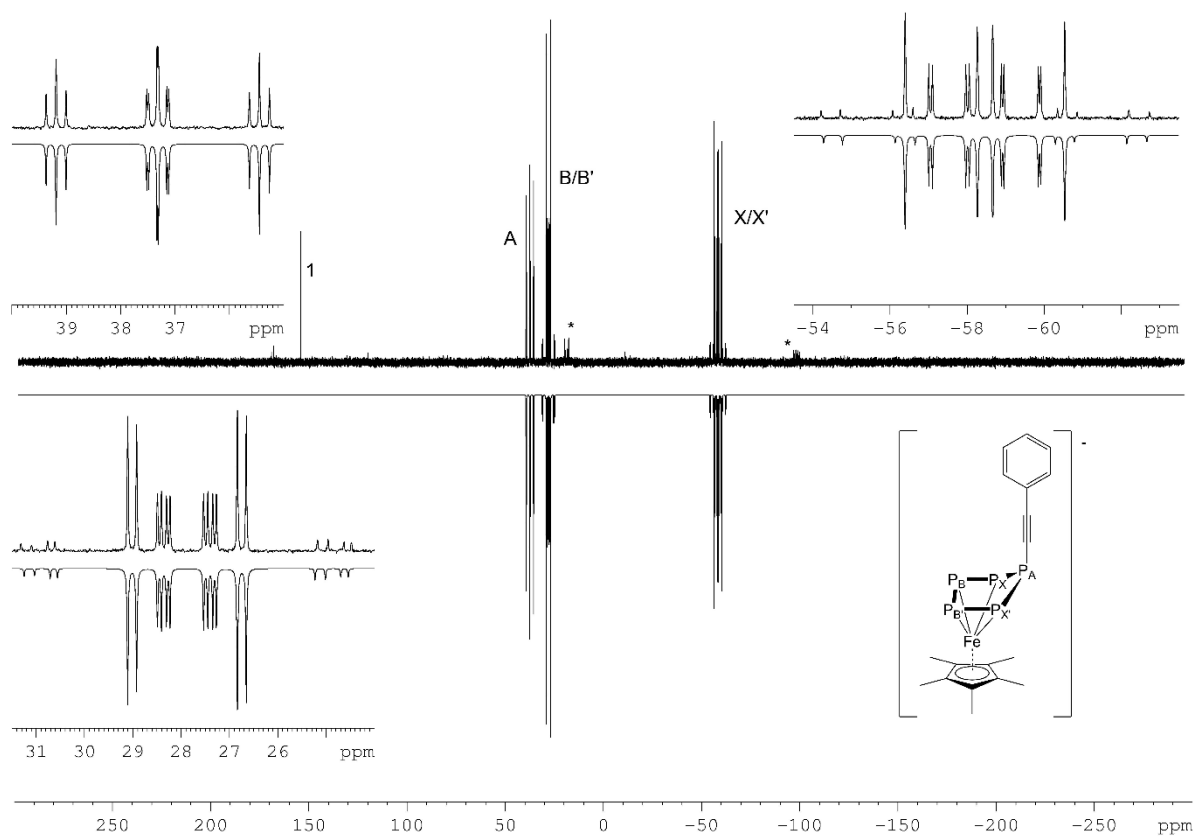 39 38 37 ppm
-54 -56 -58 -60 ppm
B/B'
A
X/X'
1
*
*
31 30 29 28 27 26 ppm
-
P_A
P_B P_X
P_B' P_X'
Fe
250 200 150 100 50 0 -50 -100 -150 -200 -250 ppm